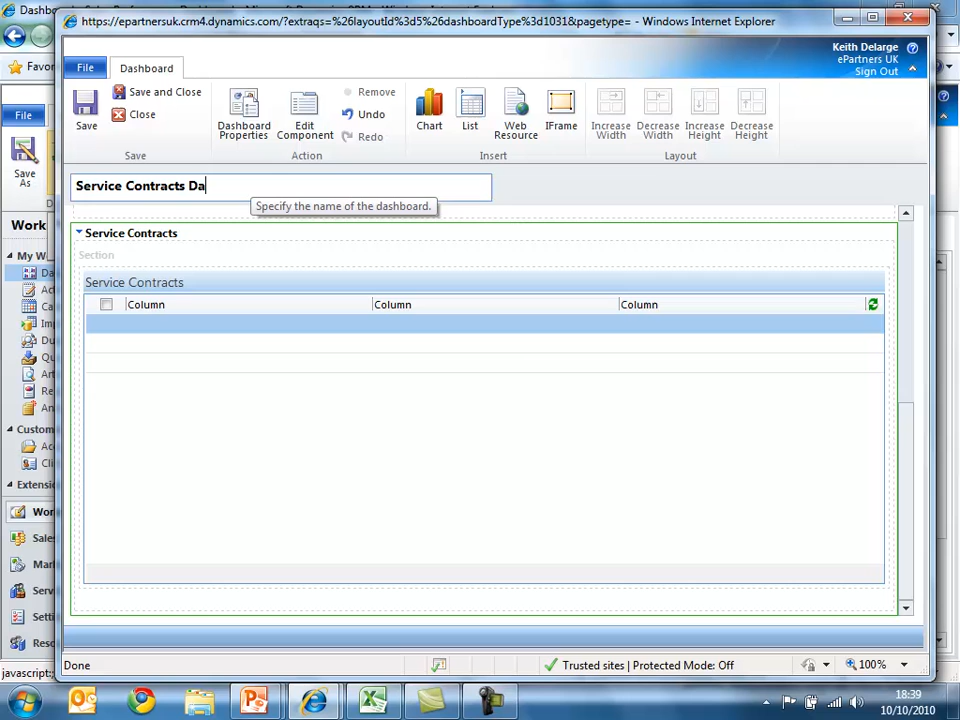 https://epartnersuk.crm4.dynamics.com/?extraqs=%26layoutId%3d5%26dashboardType%3d1031&pagetype= - Windows Internet Explorer
Keith Delarge
ePartners UK
Sign Out
File
Dashboard
Save
Save and Close
Close
Dashboard Properties
Edit Component
Remove
Undo
Redo
Chart
List
Web Resource
IFrame
Increase Width
Decrease Width
Increase Height
Decrease Height
Save
Action
Insert
Layout
Service Contracts Da
Specify the name of the dashboard.
Service Contracts
Section
Service Contracts
Column
Column
Column
Done
Trusted sites | Protected Mode: Off
100%
Favor
File
Save As
Work
My W
Da
Ac
Ca
Imp
Du
Qu
Art
Re
An
Custom
Ac
Cli
Extensio
Wor
Sales
Mark
Serv
Setti
Reso
javascript:;
18:39
10/10/2010